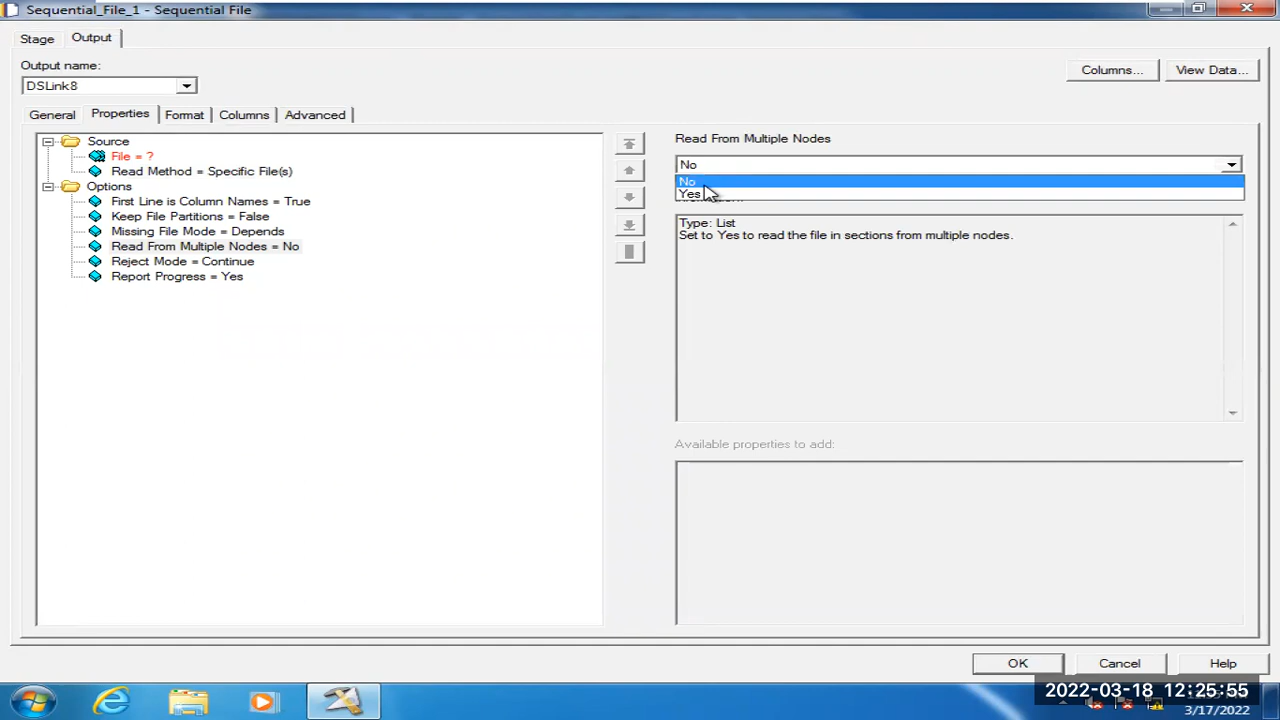 Sequential_File_1 - Sequential File
Stage
Output
Output name:
DSLink8
Columns...
View Data...
General
Properties
Format
Columns
Advanced
Source
File = ?
Read Method = Specific File(s)
Options
First Line is Column Names = True
Keep File Partitions = False
Missing File Mode = Depends
Read From Multiple Nodes = No
Reject Mode = Continue
Report Progress = Yes
Read From Multiple Nodes
No
No
Yes
Type: List
Set to Yes to read the file in sections from multiple nodes.
Available properties to add:
OK
Cancel
Help
2022-03-18 12:25:55
3/17/2022